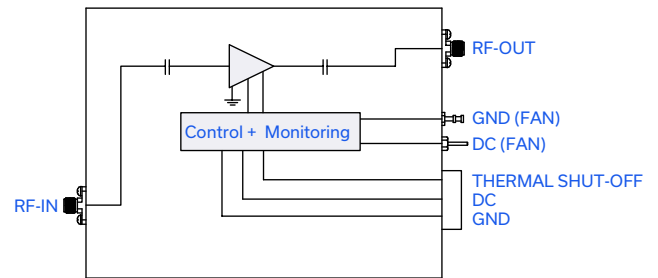 RF-OUT
GND (FAN)
Control + Monitoring
DC (FAN)
THERMAL SHUT-OFF
DC
RF-IN
GND